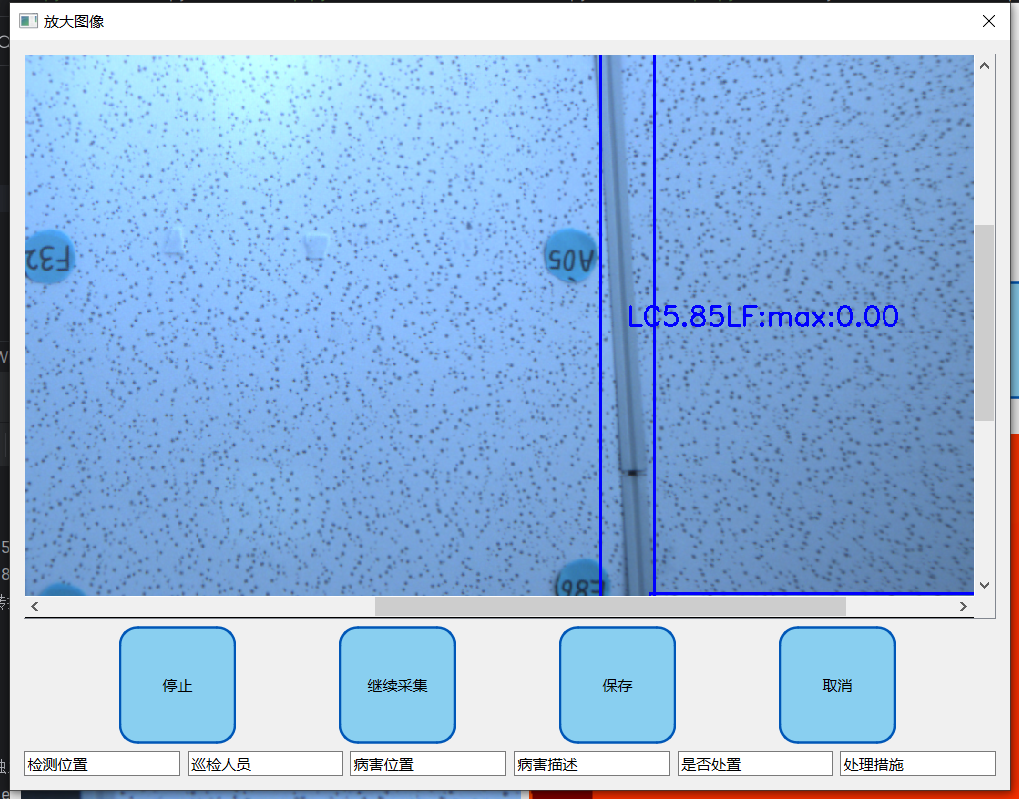 放大图像
F32
A05
LC5.85LF:max:0.00
E86
停止
继续采集
保存
取消
检测位置
巡检人员
病害位置
病害描述
是否处置
处理措施